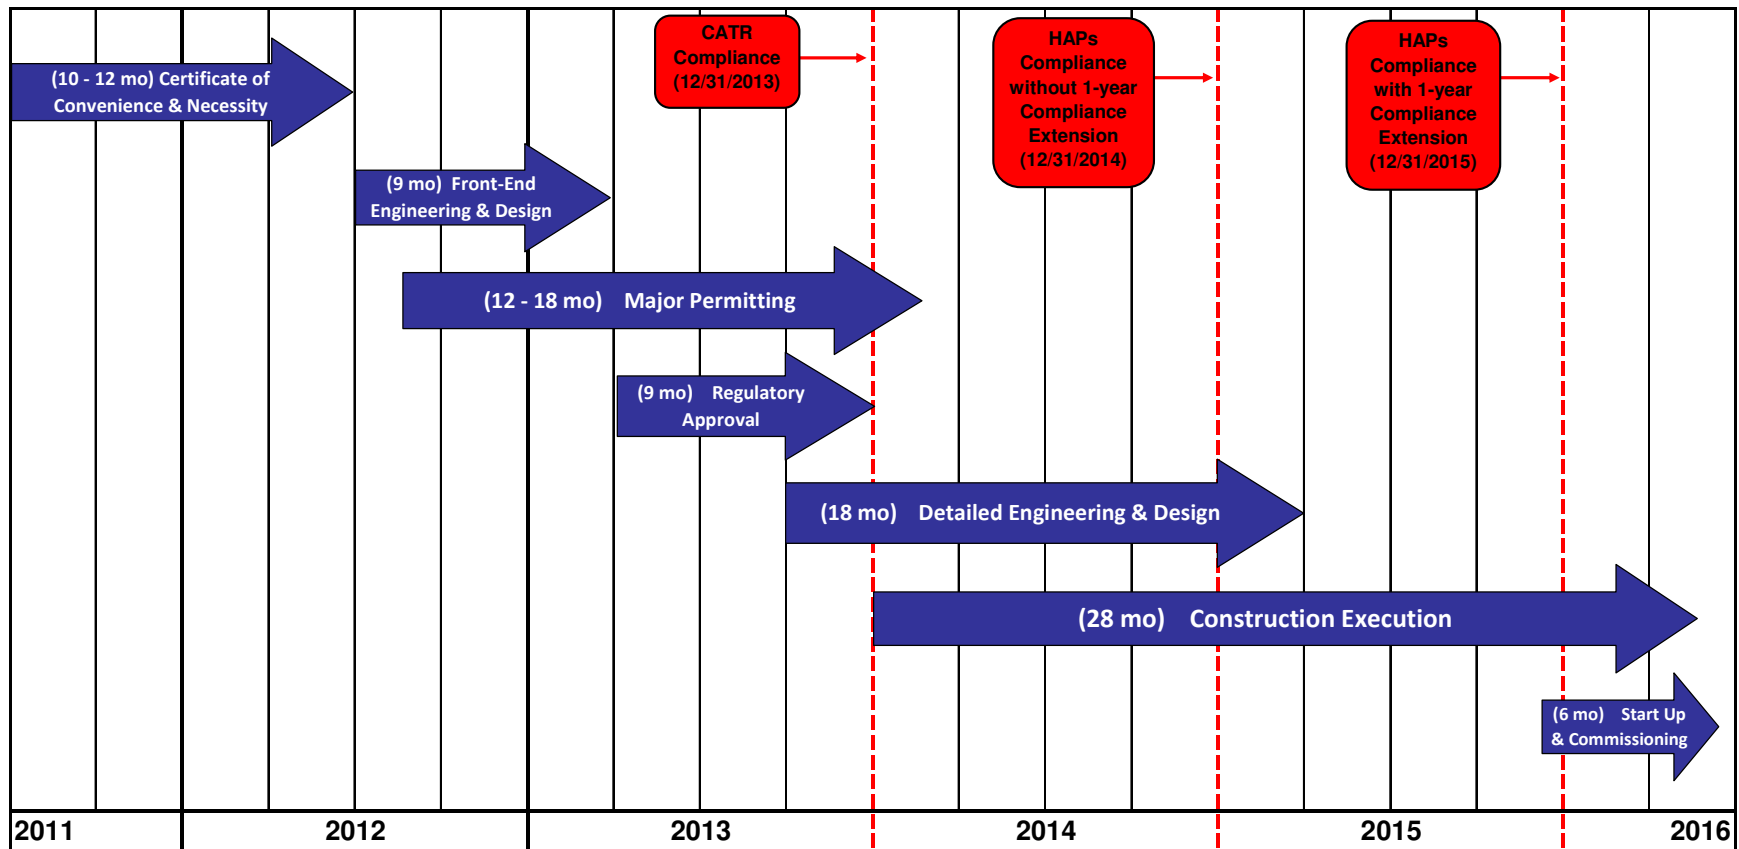 CATR
Compliance
(12/31/2013)
HAPs
Compliance
without 1-year
Compliance
Extension
(12/31/2014)
HAPs
Compliance
with 1-year
Compliance
Extension
(12/31/2015)
(10 - 12 mo) Certificate of
Convenience & Necessity
(9 mo) Front-End
Engineering & Design
(12 - 18 mo) Major Permitting
(9 mo) Regulatory
Approval
(18 mo) Detailed Engineering & Design
(28 mo) Construction Execution
(6 mo) Start Up
& Commissioning
2011 2012 2013 2014 2015 2016